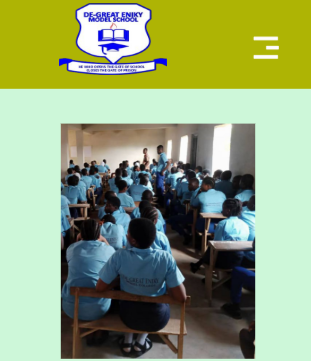 DE-GREAT ENIKY
MODEL SCHOOL
HE WHO OPENS THE GATE OF SCHOOL
CLOSES THE GATE OF PRISON